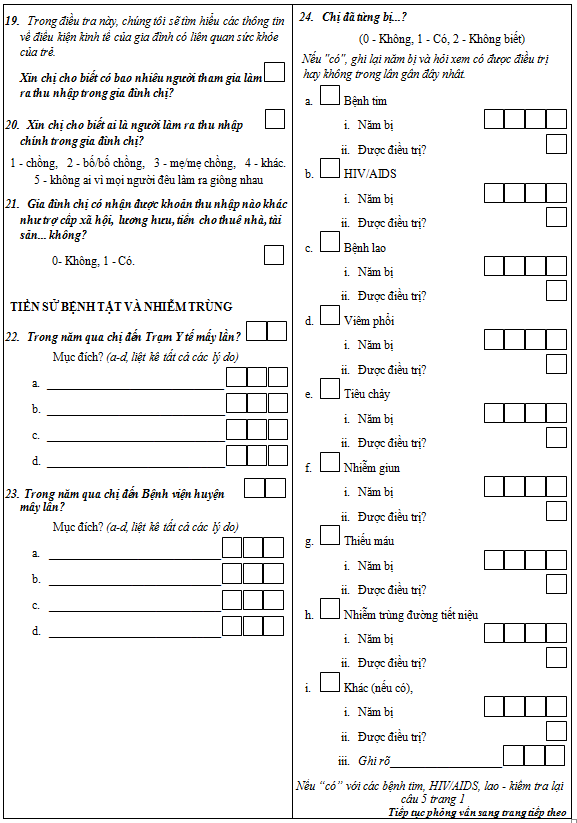 19. Trong điều tra này, chúng tôi sẽ tìm hiểu các thông tin
về điều kiện kinh tế của gia đình có liên quan sức khỏe
của trẻ.
Xin chị cho biết có bao nhiêu người tham gia làm
ra thu nhập trong gia đình chị?
20. Xin chị cho biết ai là người làm ra thu nhập
chính trong gia đình chị?
1 - chồng, 2 - bố/bố chồng, 3 - mẹ/mẹ chồng, 4 - khác.
5 - không ai vì mọi người đều làm ra giống nhau
21. Gia đình chị có nhận được khoản thu nhập nào khác
như trợ cấp xã hội, lương hưu, tiền cho thuê nhà, tài
sản... không?
0- Không, 1 - Có.
TIỀN SỬ BỆNH TẬT VÀ NHIỄM TRÙNG
22. Trong năm qua chị đến Trạm Y tế mấy lần?
Mục đích? (a-d, liệt kê tất cả các lý do)
a.
b.
c.
d.
23. Trong năm qua chị đến Bệnh viện huyện
mấy lần?
Mục đích? (a-d, liệt kê tất cả các lý do)
a.
b.
c.
d.
24. Chị đã từng bị...?
(0 - Không, 1 - Có, 2 - Không biết)
Nếu "có", ghi lại năm bị và hỏi xem có được điều trị
hay không trong lần gần đây nhất.
a. Bệnh tim
i. Năm bị
ii. Được điều trị?
b. HIV/AIDS
i. Năm bị
ii. Được điều trị?
c. Bệnh lao
i. Năm bị
ii. Được điều trị?
d. Viêm phổi
i. Năm bị
ii. Được điều trị?
e. Tiêu chảy
i. Năm bị
ii. Được điều trị?
f. Nhiễm giun
i. Năm bị
ii. Được điều trị?
g. Thiếu máu
i. Năm bị
ii. Được điều trị?
h. Nhiễm trùng đường tiết niệu
i. Năm bị
ii. Được điều trị?
i. Khác (nếu có),
i. Năm bị
ii. Được điều trị?
iii. Ghi rõ
Nếu “có” với các bệnh tim, HIV/AIDS, lao - kiểm tra lại
câu 5 trang 1
Tiếp tục phỏng vấn sang trang tiếp theo